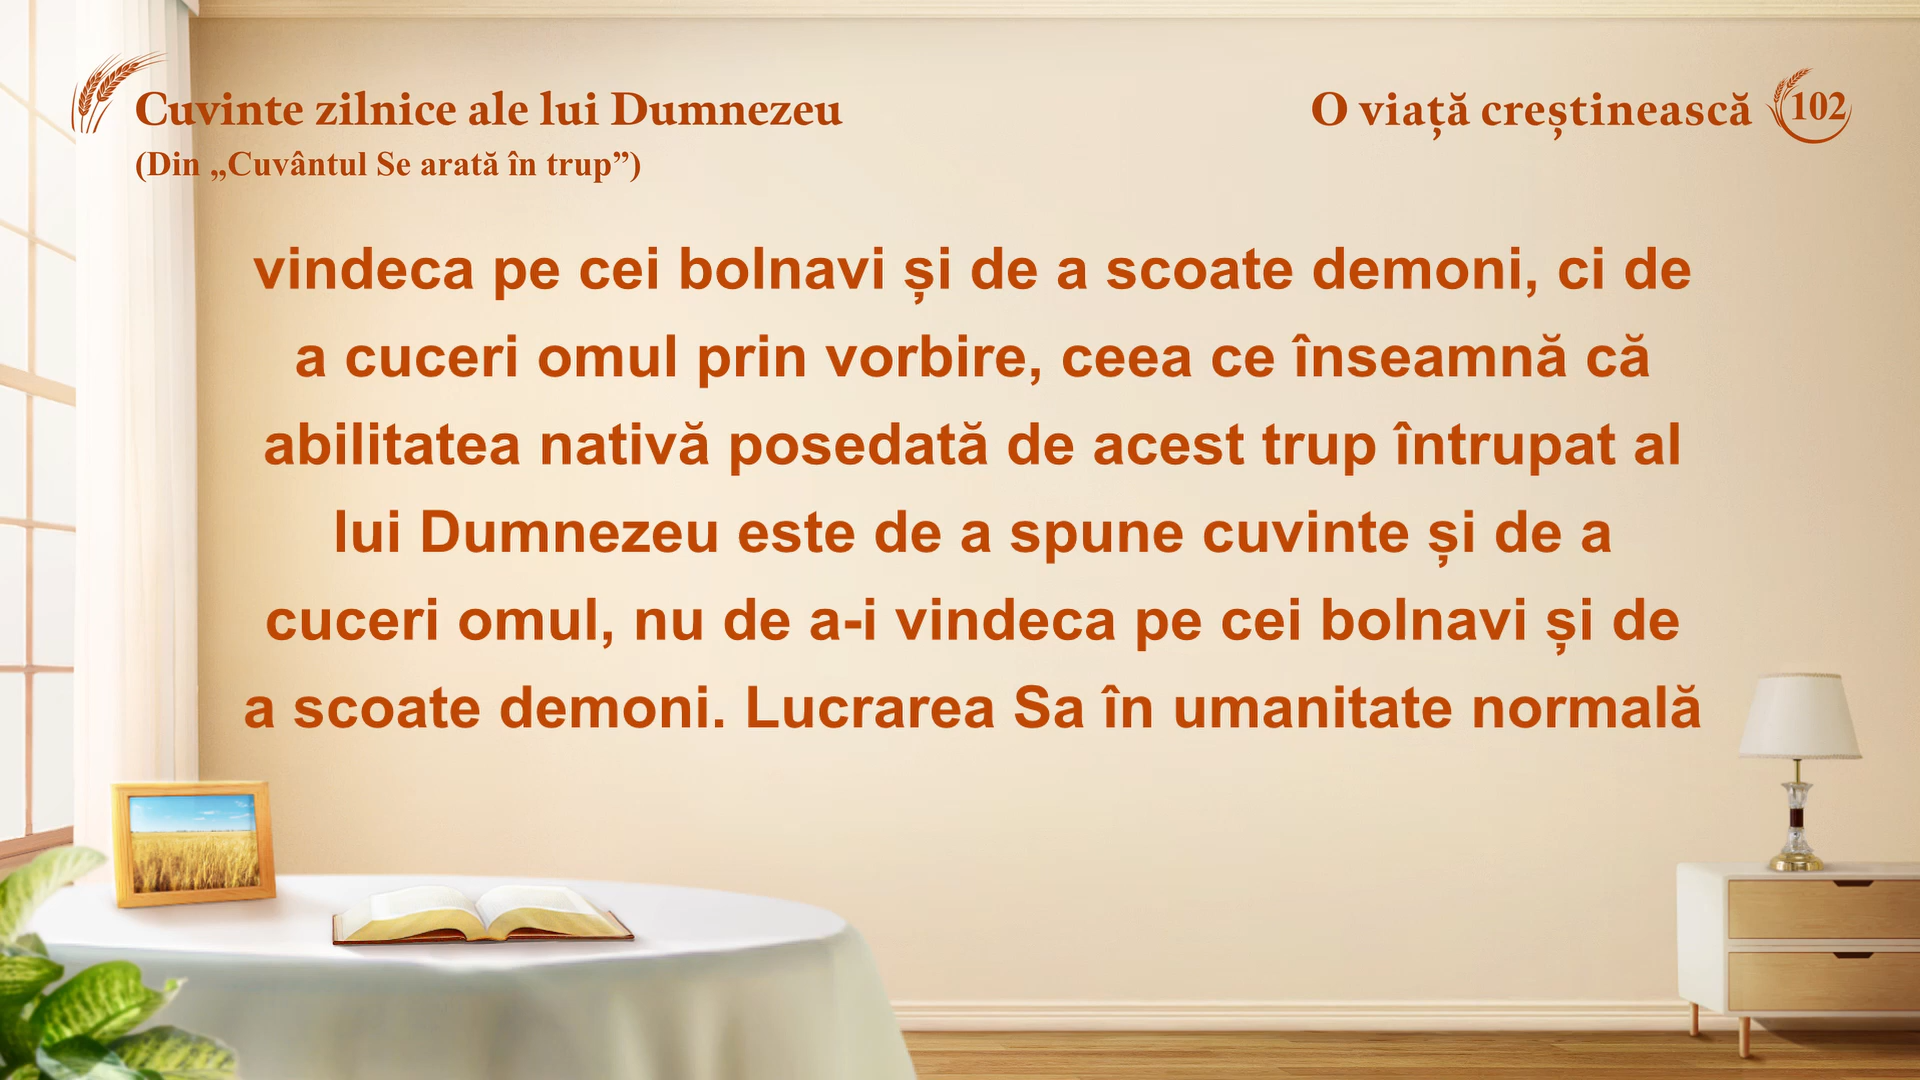 Cuvinte zilnice ale lui Dumnezeu
(Din „Cuvântul Se arată în trup”)
O viață creștinească 102
vindeca pe cei bolnavi și de a scoate demoni, ci de
a cuceri omul prin vorbire, ceea ce înseamnă că
abilitatea nativă posedată de acest trup întrupat al
lui Dumnezeu este de a spune cuvinte și de a
cuceri omul, nu de a-i vindeca pe cei bolnavi și de
a scoate demoni. Lucrarea Sa în umanitate normală